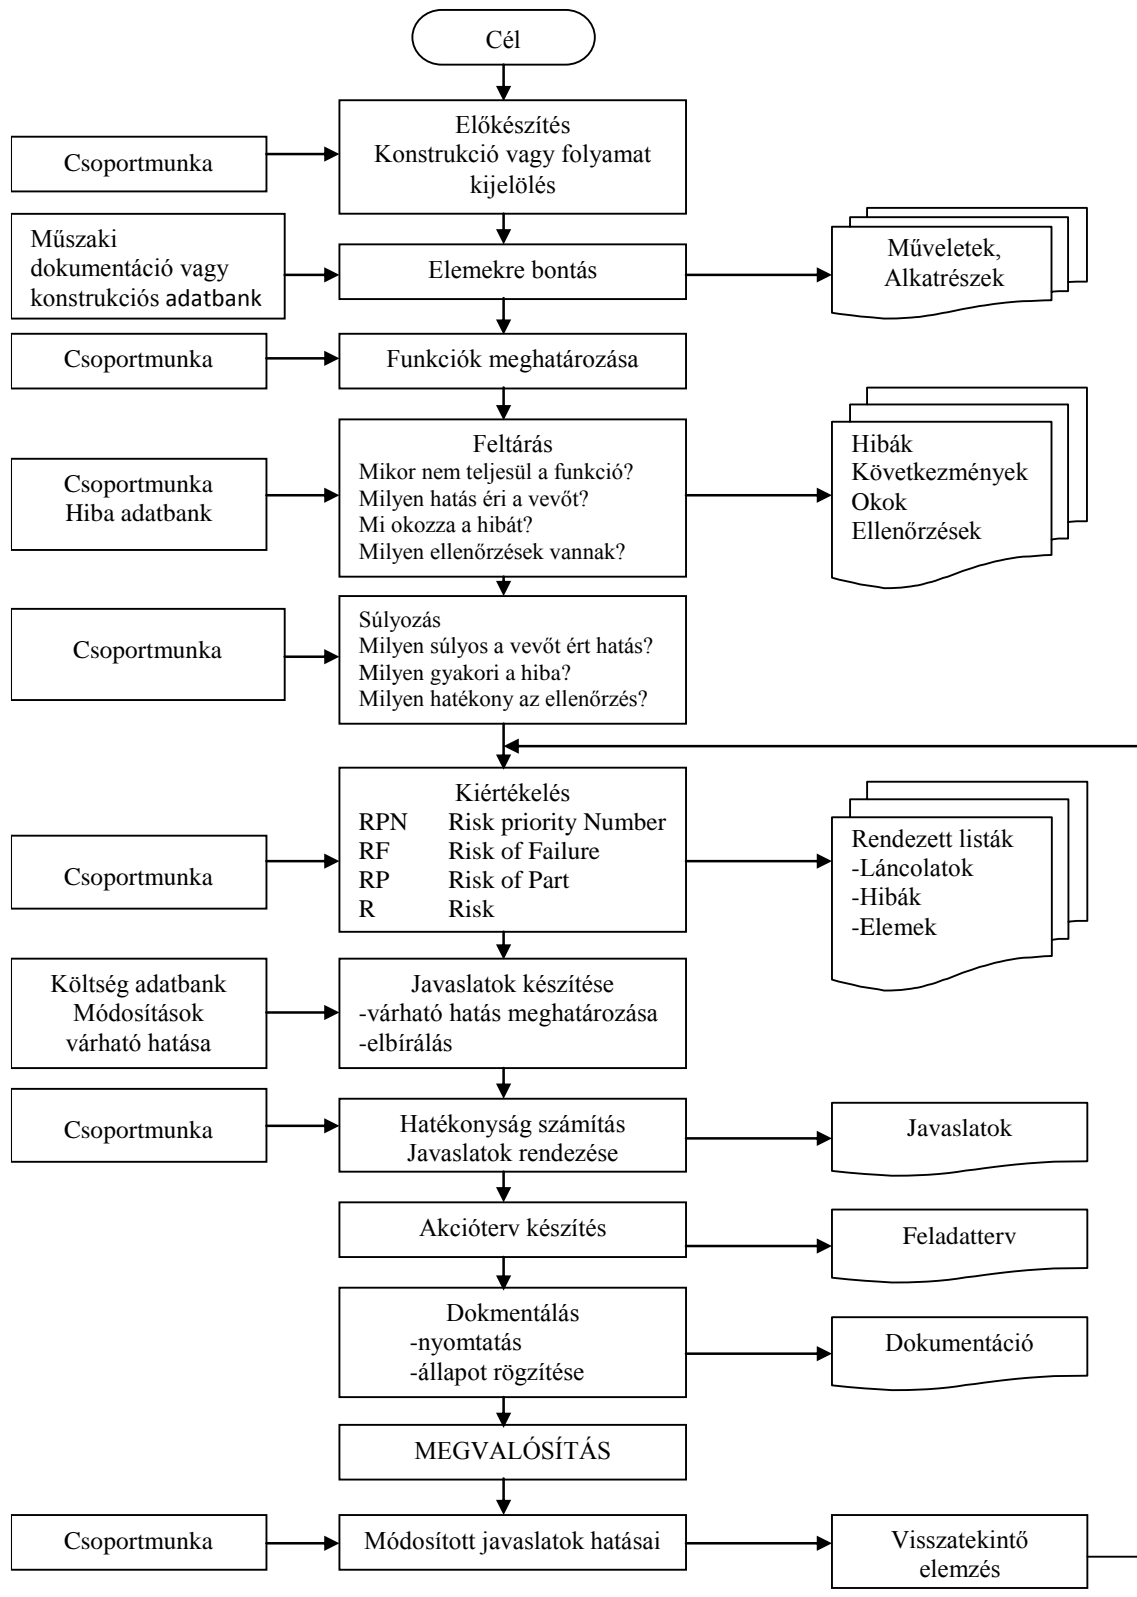 Cél
Előkészítés
Konstrukció vagy folyamat
kijelölés
Csoportmunka
Műszaki
dokumentáció vagy
konstrukciós adatbank
Elemekre bontás
Műveletek,
Alkatrészek
Csoportmunka
Funkciók meghatározása
Csoportmunka
Hiba adatbank
Feltárás
Mikor nem teljesül a funkció?
Milyen hatás éri a vevőt?
Mi okozza a hibát?
Milyen ellenőrzések vannak?
Hibák
Következmények
Okok
Ellenőrzések
Csoportmunka
Súlyozás
Milyen súlyos a vevőt ért hatás?
Milyen gyakori a hiba?
Milyen hatékony az ellenőrzés?
Csoportmunka
Kiértékelés
RPN Risk priority Number
RF Risk of Failure
RP Risk of Part
R Risk
Rendezett listák
-Láncolatok
-Hibák
-Elemek
Költség adatbank
Módosítások
várható hatása
Javaslatok készítése
-várható hatás meghatározása
-elbírálás
Csoportmunka
Hatékonyság számítás
Javaslatok rendezése
Javaslatok
Akcióterv készítés
Feladatterv
Dokmentálás
-nyomtatás
-állapot rögzítése
Dokumentáció
MEGVALÓSÍTÁS
Csoportmunka
Módosított javaslatok hatásai
Visszatekintő
elemzés